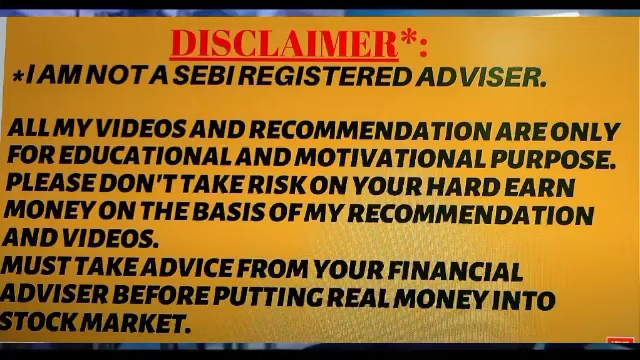 DISCLAIMER*:
*I AM NOT A SEBI REGISTERED ADVISER.
ALL MY VIDEOS AND RECOMMENDATION ARE ONLY
FOR EDUCATIONAL AND MOTIVATIONAL PURPOSE.
PLEASE DON'T TAKE RISK ON YOUR HARD EARN
MONEY ON THE BASIS OF MY RECOMMENDATION
AND VIDEOS.
MUST TAKE ADVICE FROM YOUR FINANCIAL
ADVISER BEFORE PUTTING REAL MONEY INTO
STOCK MARKET.